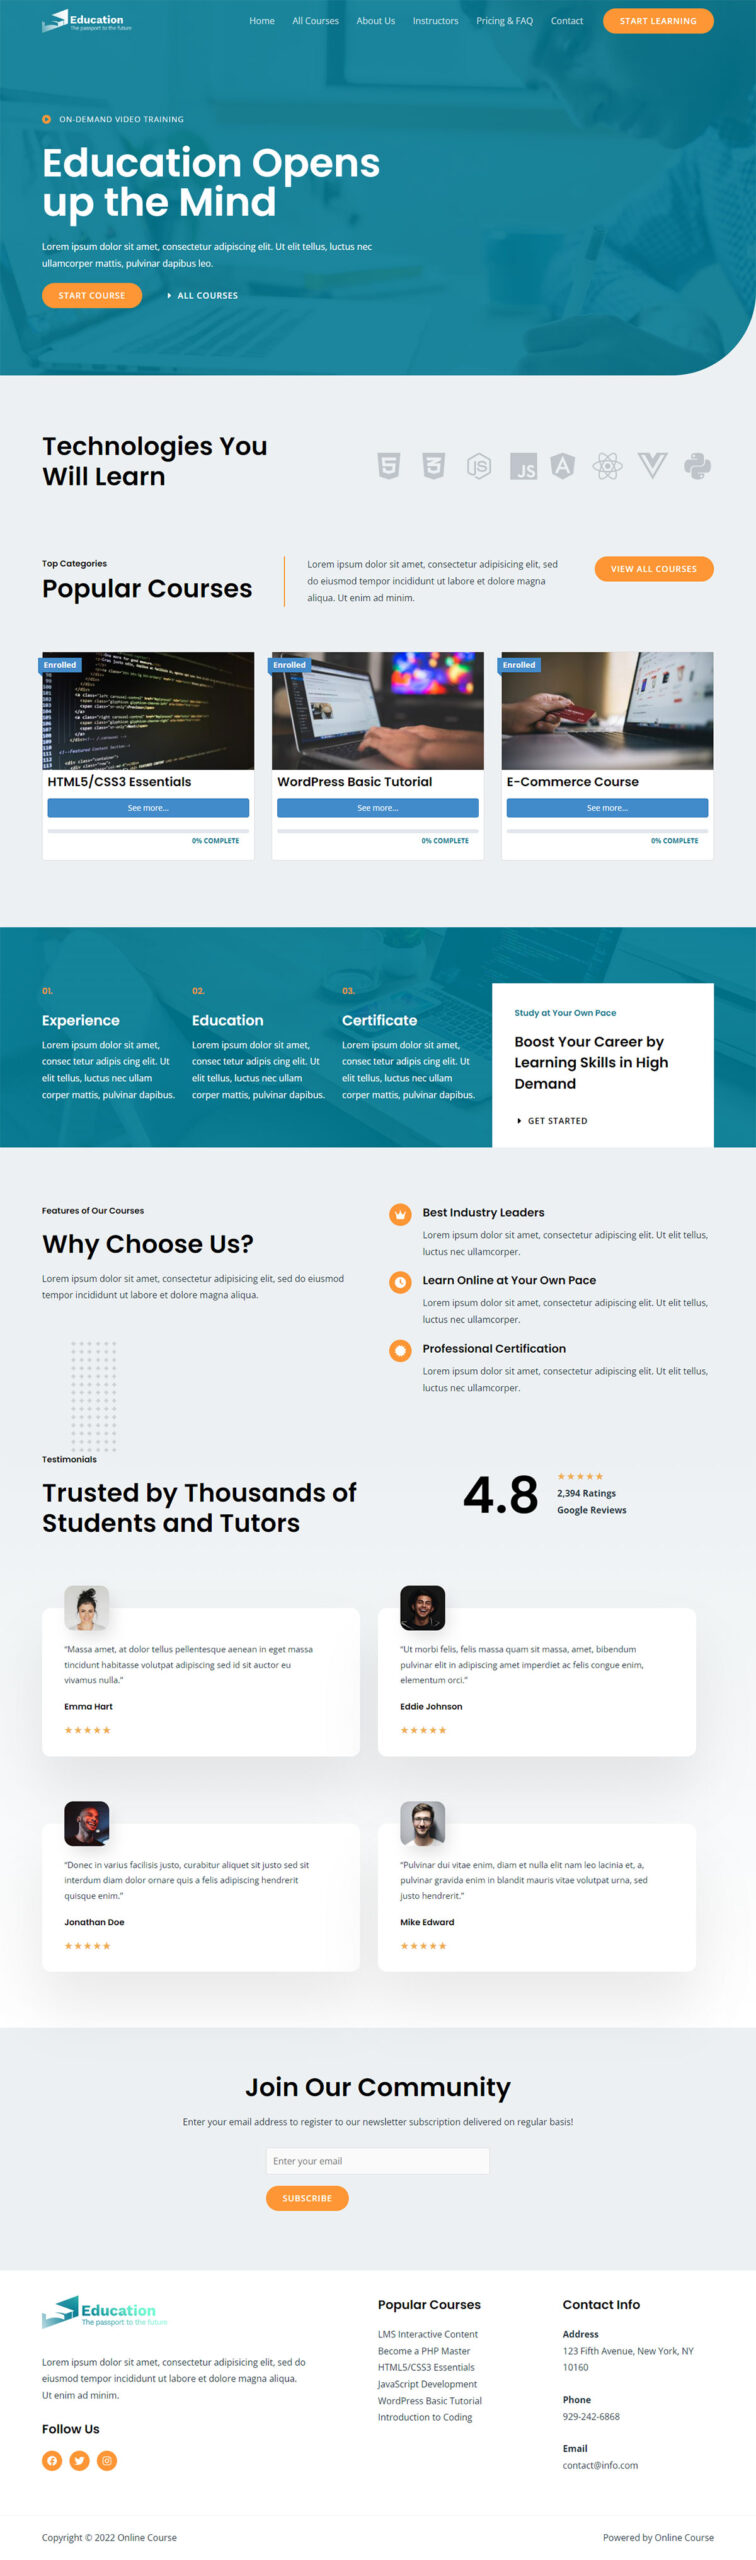 Education
The passport to the future
Home
All Courses
About Us
Instructors
Pricing & FAQ
Contact
START LEARNING
ON-DEMAND VIDEO TRAINING
Education Opens
up the Mind
Lorem ipsum dolor sit amet, consectetur adipiscing elit. Ut elit tellus, luctus nec
ullamcorper mattis, pulvinar dapibus leo.
START COURSE
ALL COURSES
Technologies You
Will Learn
5
3
JS
JS
A
Top Categories
Popular Courses
Lorem ipsum dolor sit amet, consectetur adipisicing elit, sed
do eiusmod tempor incididunt ut labore et dolore magna
aliqua. Ut enim ad minim.
VIEW ALL COURSES
Enrolled
HTML5/CSS3 Essentials
See more...
0% COMPLETE
Enrolled
WordPress Basic Tutorial
See more...
0% COMPLETE
Enrolled
E-Commerce Course
See more...
0% COMPLETE
01.
Experience
Lorem ipsum dolor sit amet,
consec tetur adipis cing elit. Ut
elit tellus, luctus nec ullam
corper mattis, pulvinar dapibus.
02.
Education
Lorem ipsum dolor sit amet,
consec tetur adipis cing elit. Ut
elit tellus, luctus nec ullam
corper mattis, pulvinar dapibus.
03.
Certificate
Lorem ipsum dolor sit amet,
consec tetur adipis cing elit. Ut
elit tellus, luctus nec ullam
corper mattis, pulvinar dapibus.
Study at Your Own Pace
Boost Your Career by
Learning Skills in High
Demand
GET STARTED
Features of Our Courses
Why Choose Us?
Lorem ipsum dolor sit amet, consectetur adipisicing elit, sed do eiusmod
tempor incididunt ut labore et dolore magna aliqua.
Best Industry Leaders
Lorem ipsum dolor sit amet, consectetur adipiscing elit. Ut elit tellus,
luctus nec ullamcorper.
Learn Online at Your Own Pace
Lorem ipsum dolor sit amet, consectetur adipiscing elit. Ut elit tellus,
luctus nec ullamcorper.
Professional Certification
Lorem ipsum dolor sit amet, consectetur adipiscing elit. Ut elit tellus,
luctus nec ullamcorper.
Testimonials
Trusted by Thousands of
Students and Tutors
4.8
2,394 Ratings
Google Reviews
“Massa amet, at dolor tellus pellentesque aenean in eget massa
tincidunt habitasse volutpat adipiscing sed id sit auctor eu
vivamus nulla.”
Emma Hart
“Ut morbi felis, felis massa quam sit massa, amet, bibendum
pulvinar elit in adipiscing amet imperdiet ac felis congue enim,
elementum orci.”
Eddie Johnson
“Donec in varius facilisis justo, curabitur aliquet sit justo sed sit
interdum diam dolor ornare quis a felis adipiscing hendrerit
quisque enim.”
Jonathan Doe
“Pulvinar dui vitae enim, diam et nulla elit nam leo lacinia et, a,
pulvinar gravida enim in blandit mauris vitae volutpat urna, sed
justo hendrerit.”
Mike Edward
Join Our Community
Enter your email address to register to our newsletter subscription delivered on regular basis!
Enter your email
SUBSCRIBE
Education
The passport to the future
Lorem ipsum dolor sit amet, consectetur adipisicing elit, sed do
eiusmod tempor incididunt ut labore et dolore magna aliqua.
Ut enim ad minim.
Follow Us
Popular Courses
LMS Interactive Content
Become a PHP Master
HTML5/CSS3 Essentials
JavaScript Development
WordPress Basic Tutorial
Introduction to Coding
Contact Info
Address
123 Fifth Avenue, New York, NY
10160
Phone
929-242-6868
Email
contact@info.com
Copyright © 2022 Online Course
Powered by Online Course